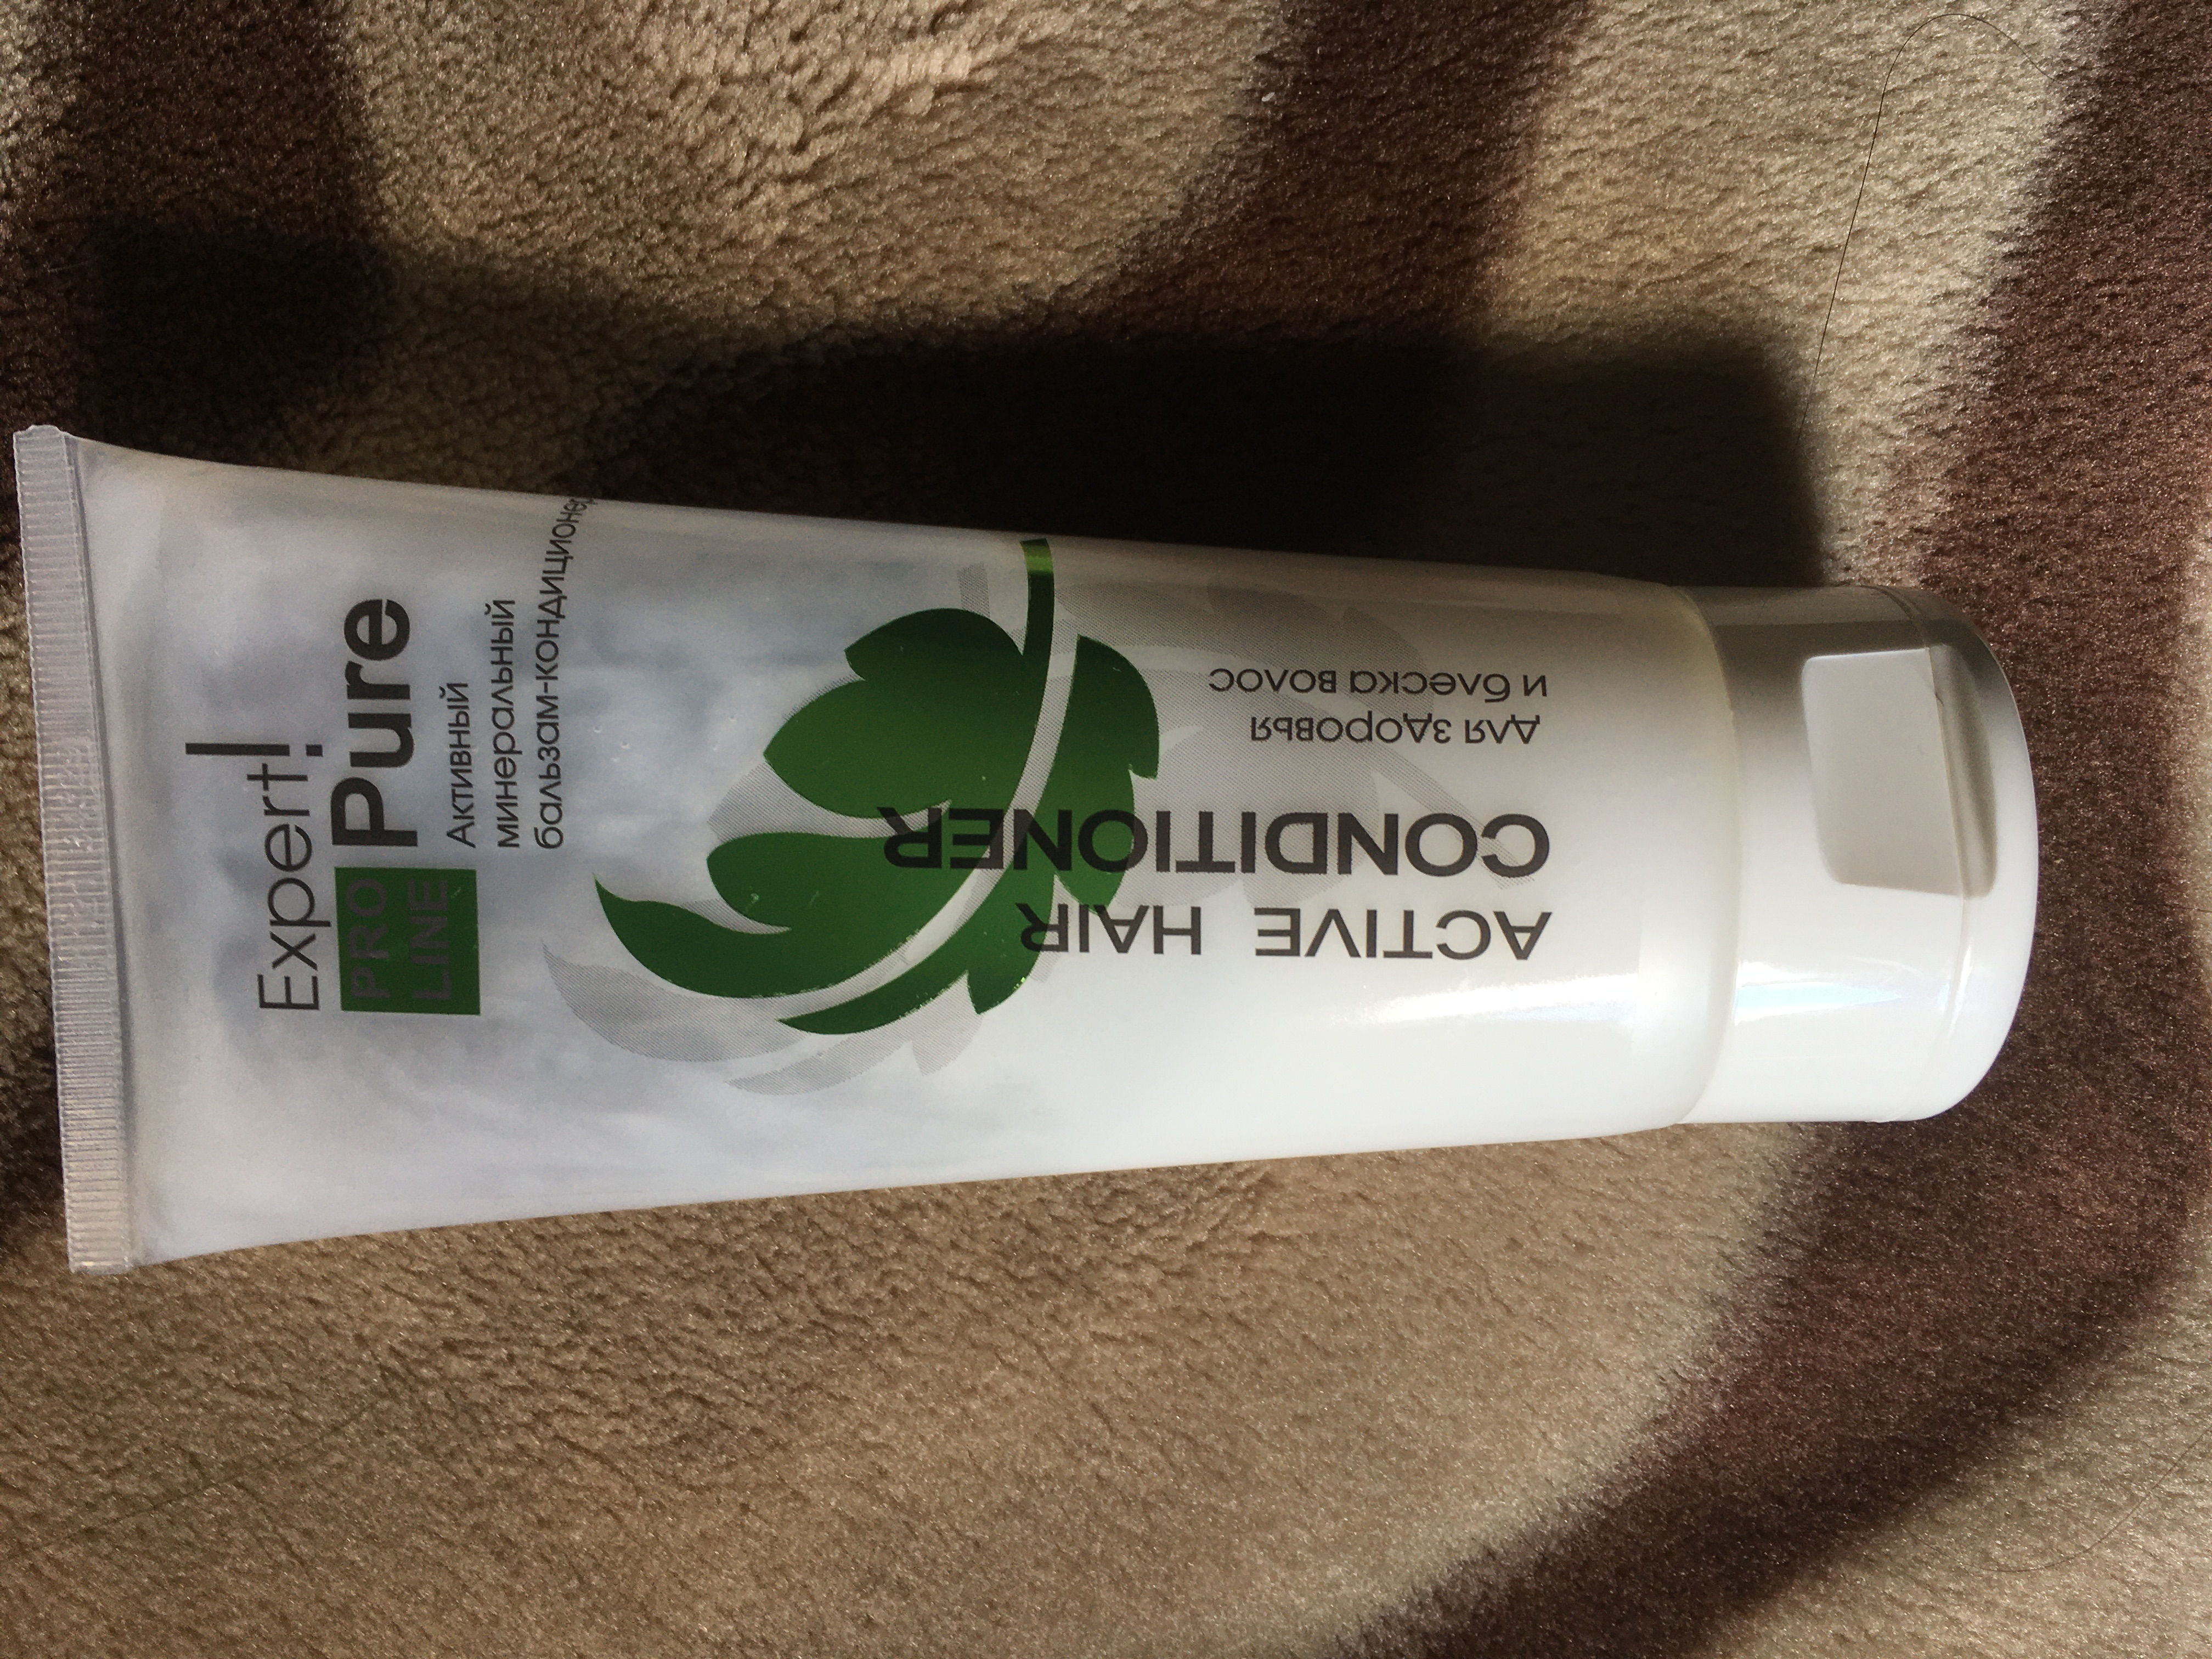 Expert!
PRO
LINE
Pure
Активный
минеральный
бальзам-кондиционер
ACTIVE HAIR
CONDITIONER
для здоровья
и блеска волос